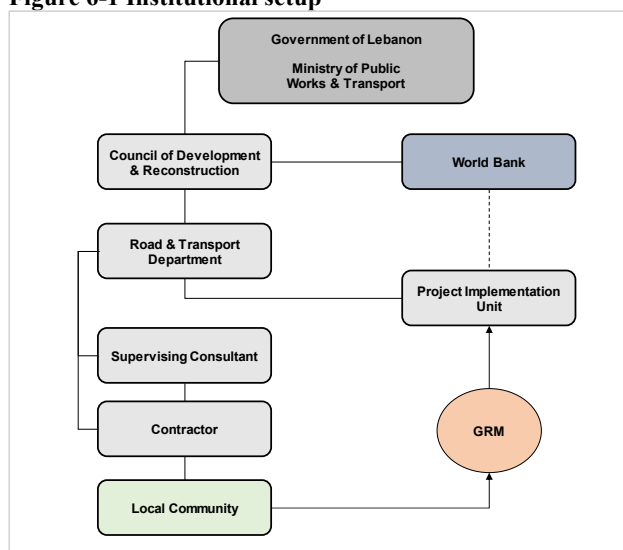 Figure 6-1 Institutional setup
Government of Lebanon
Ministry of Public
Works & Transport
Council of Development
& Reconstruction
World Bank
Road & Transport
Department
Project Implementation
Unit
Supervising Consultant
Contractor
GRM
Local Community